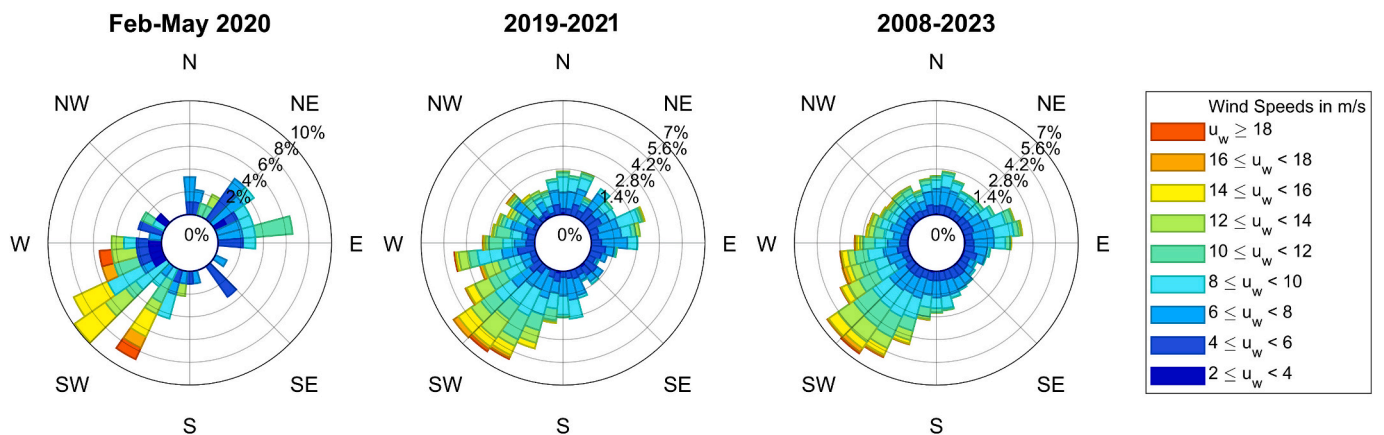 Feb-May 2020
N
NW
NE
10%
8%
6%
4%
2%
0%
W
E
SW
SE
S
2019-2021
N
NW
NE
7%
5.6%
4.2%
2.8%
1.4%
0%
W
E
SW
SE
S
2008-2023
N
NW
NE
7%
5.6%
4.2%
2.8%
1.4%
0%
W
E
SW
SE
S
Wind Speeds in m/s
u_w ≥ 18
16 ≤ u_w < 18
14 ≤ u_w < 16
12 ≤ u_w < 14
10 ≤ u_w < 12
8 ≤ u_w < 10
6 ≤ u_w < 8
4 ≤ u_w < 6
2 ≤ u_w < 4